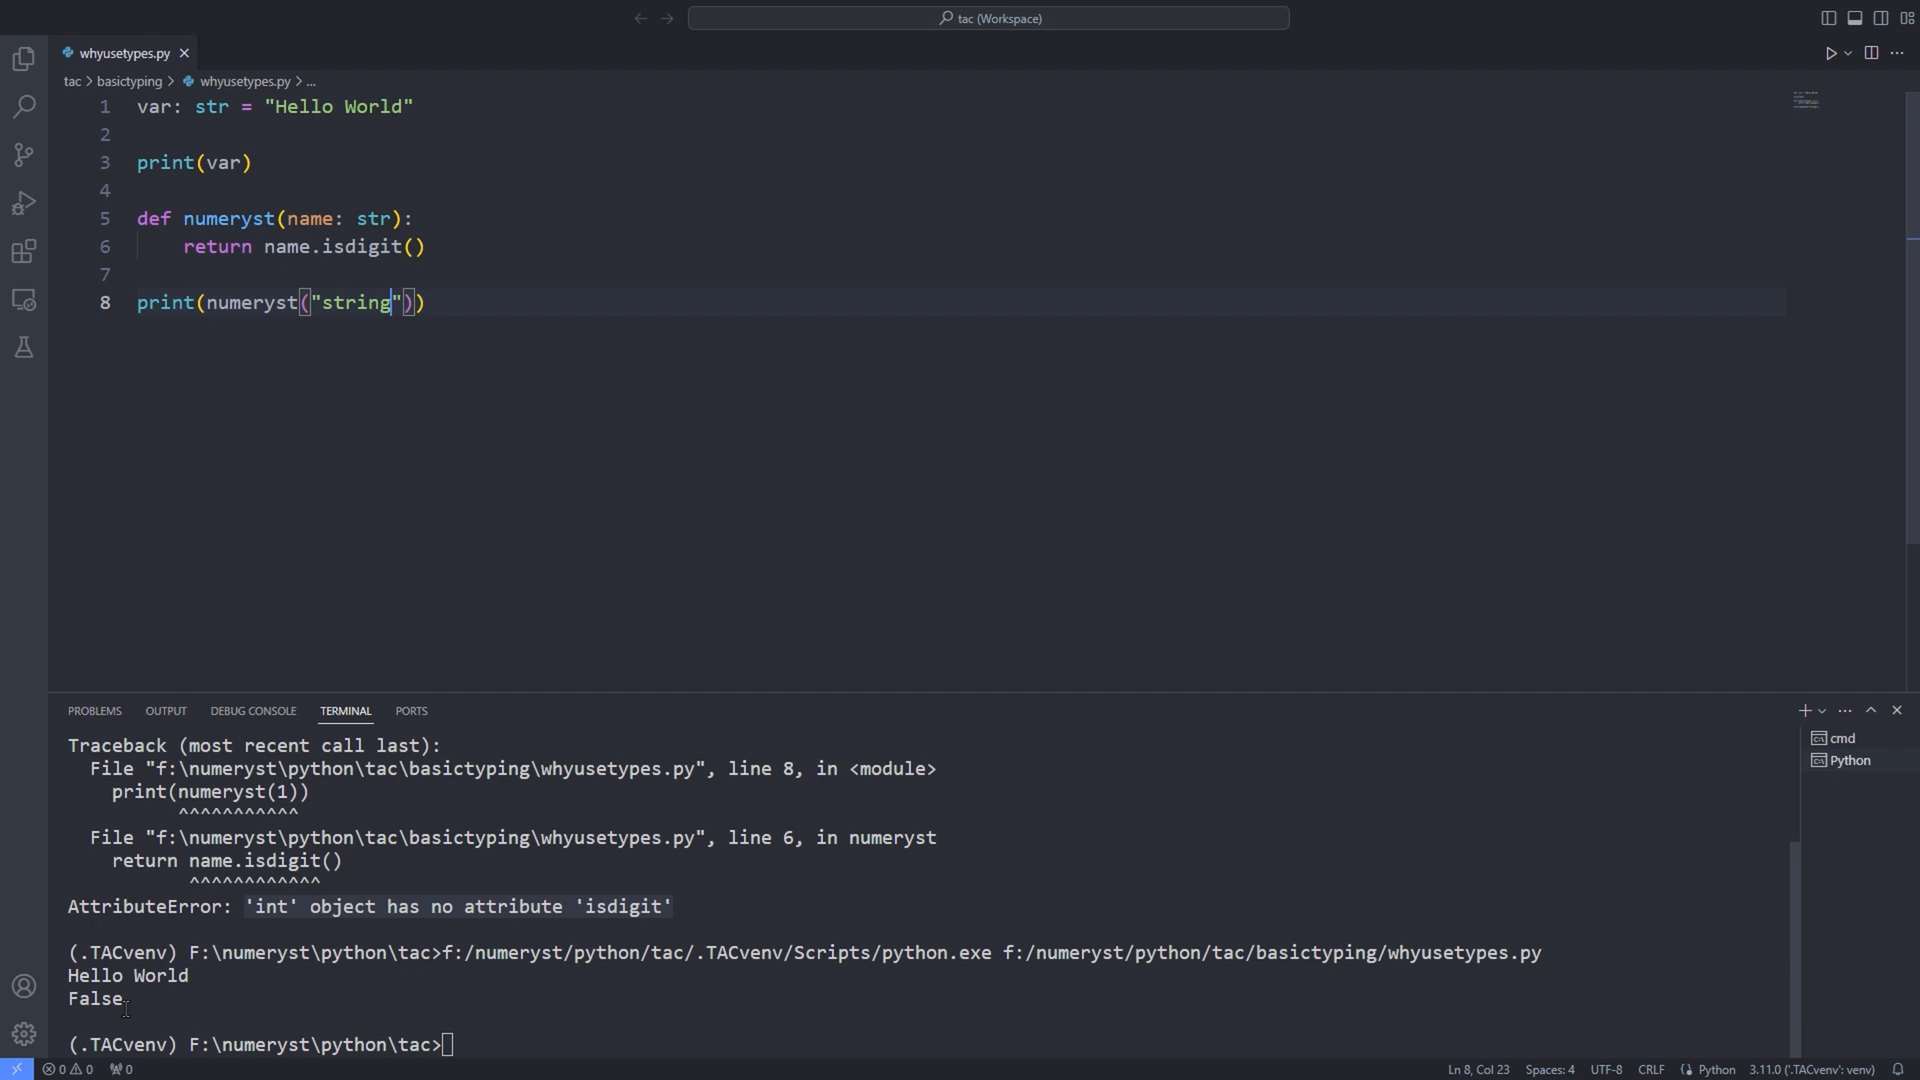 tac (Workspace)
whyusetypes.py
tac > basictyping > whyusetypes.py > ...
1 var: str = "Hello World"
2
3 print(var)
4
5 def numeryst(name: str):
6 return name.isdigit()
7
8 print(numeryst("string"))
PROBLEMS OUTPUT DEBUG CONSOLE TERMINAL PORTS
cmd
Python
Traceback (most recent call last):
File "f:\numeryst\python\tac\basictyping\whyusetypes.py", line 8, in <module>
print(numeryst(1))
^^^^^^^^^^^
File "f:\numeryst\python\tac\basictyping\whyusetypes.py", line 6, in numeryst
return name.isdigit()
^^^^^^^^^^^^
AttributeError: 'int' object has no attribute 'isdigit'
(.TACvenv) F:\numeryst\python\tac>f:/numeryst/python/tac/.TACvenv/Scripts/python.exe f:/numeryst/python/tac/basictyping/whyusetypes.py
Hello World
False
(.TACvenv) F:\numeryst\python\tac>
0 0 0 Ln 8, Col 23 Spaces: 4 UTF-8 CRLF Python 3.11.0 ('.TACvenv': venv)